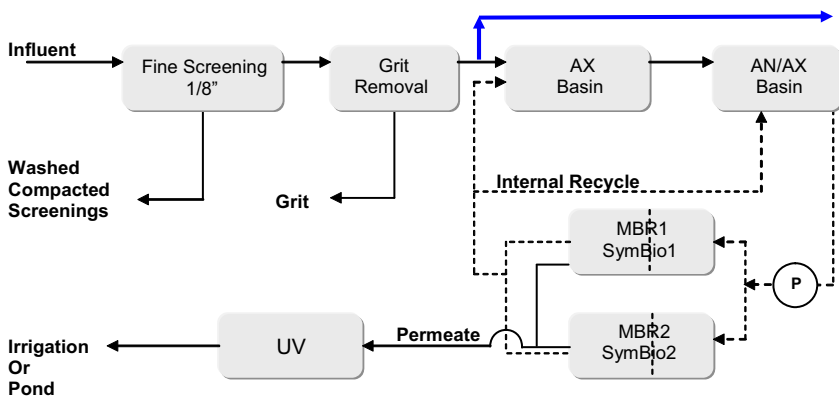 Influent
Fine Screening
1/8”
Grit
Removal
AX
Basin
AN/AX
Basin
Washed
Compacted
Screenings
Grit
Internal Recycle
MBR1
SymBio1
P
MBR2
SymBio2
Permeate
UV
Irrigation
Or
Pond